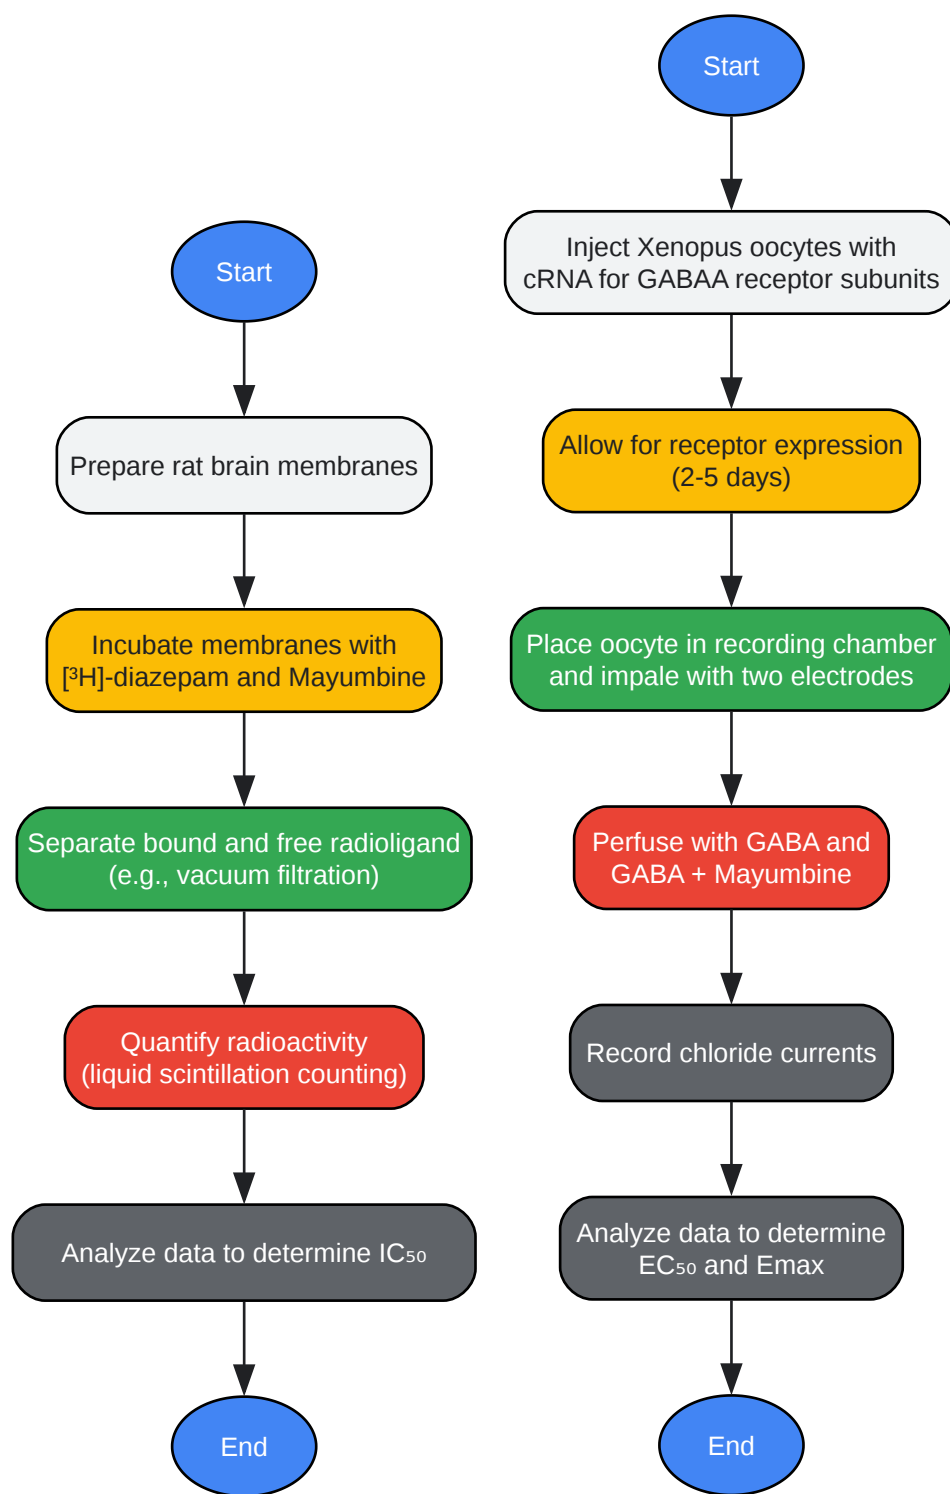 Start
Prepare rat brain membranes
Incubate membranes with
[³H]-diazepam and Mayumbine
Separate bound and free radioligand
(e.g., vacuum filtration)
Quantify radioactivity
(liquid scintillation counting)
Analyze data to determine IC₅₀
End
Start
Inject Xenopus oocytes with
cRNA for GABAA receptor subunits
Allow for receptor expression
(2-5 days)
Place oocyte in recording chamber
and impale with two electrodes
Perfuse with GABA and
GABA + Mayumbine
Record chloride currents
Analyze data to determine
EC₅₀ and Emax
End